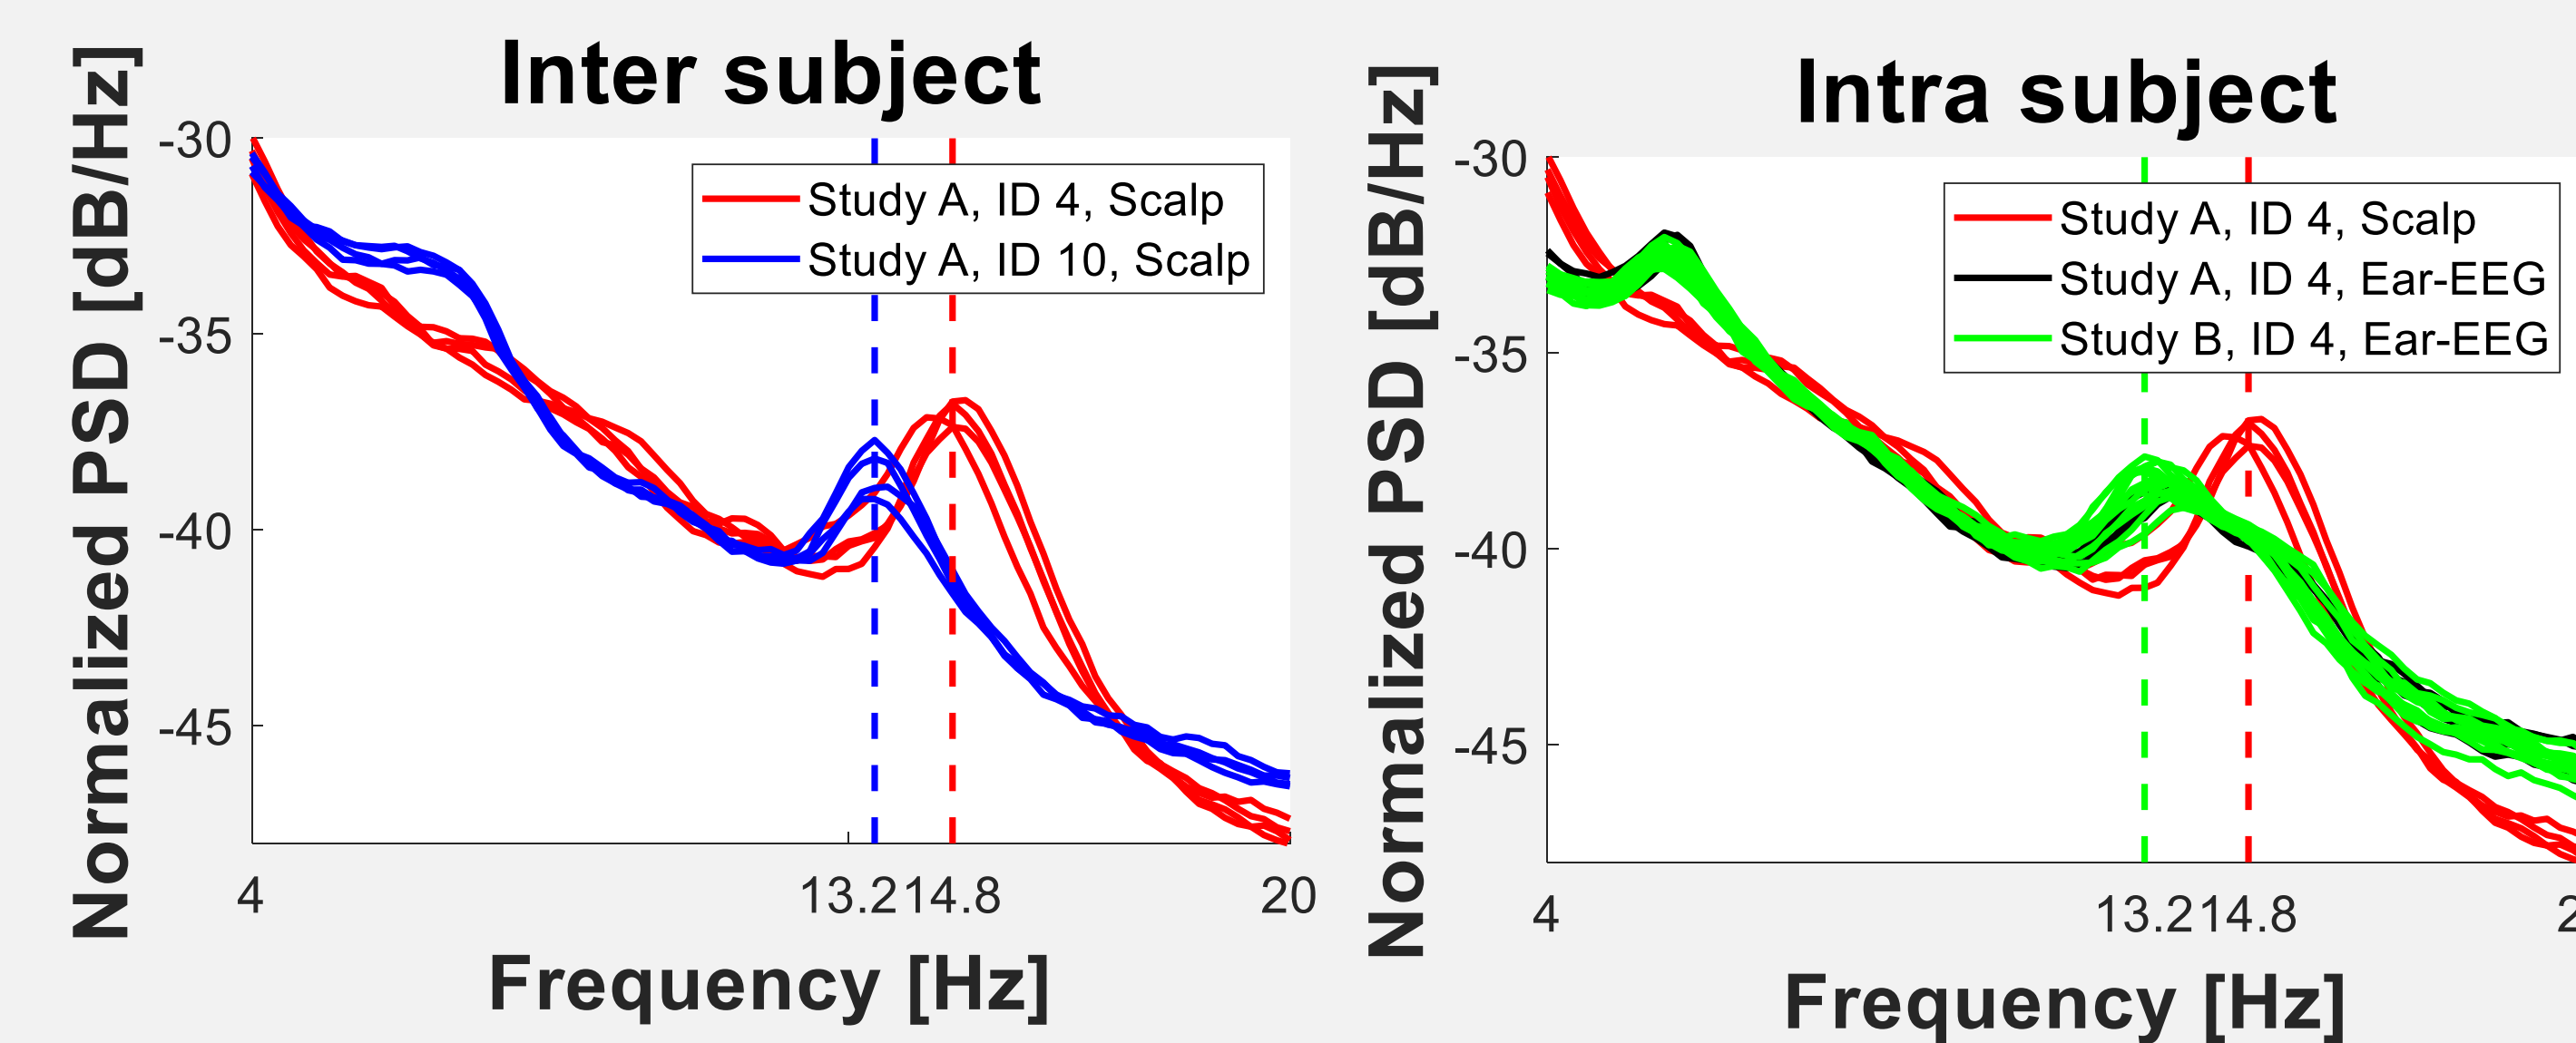 Inter subject
Normalized PSD [dB/Hz]
-30
-35
-40
-45
Study A, ID 4, Scalp
Study A, ID 10, Scalp
4
13.2
14.8
20
Frequency [Hz]
Intra subject
Normalized PSD [dB/Hz]
-30
-35
-40
-45
Study A, ID 4, Scalp
Study A, ID 4, Ear-EEG
Study B, ID 4, Ear-EEG
4
13.2
14.8
2
Frequency [Hz]